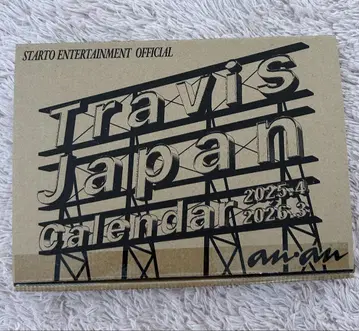 STARTO ENTERTAINMENT OFFICIAL
Travis
Japan
Calendar 2025.4
2026.3
an·an